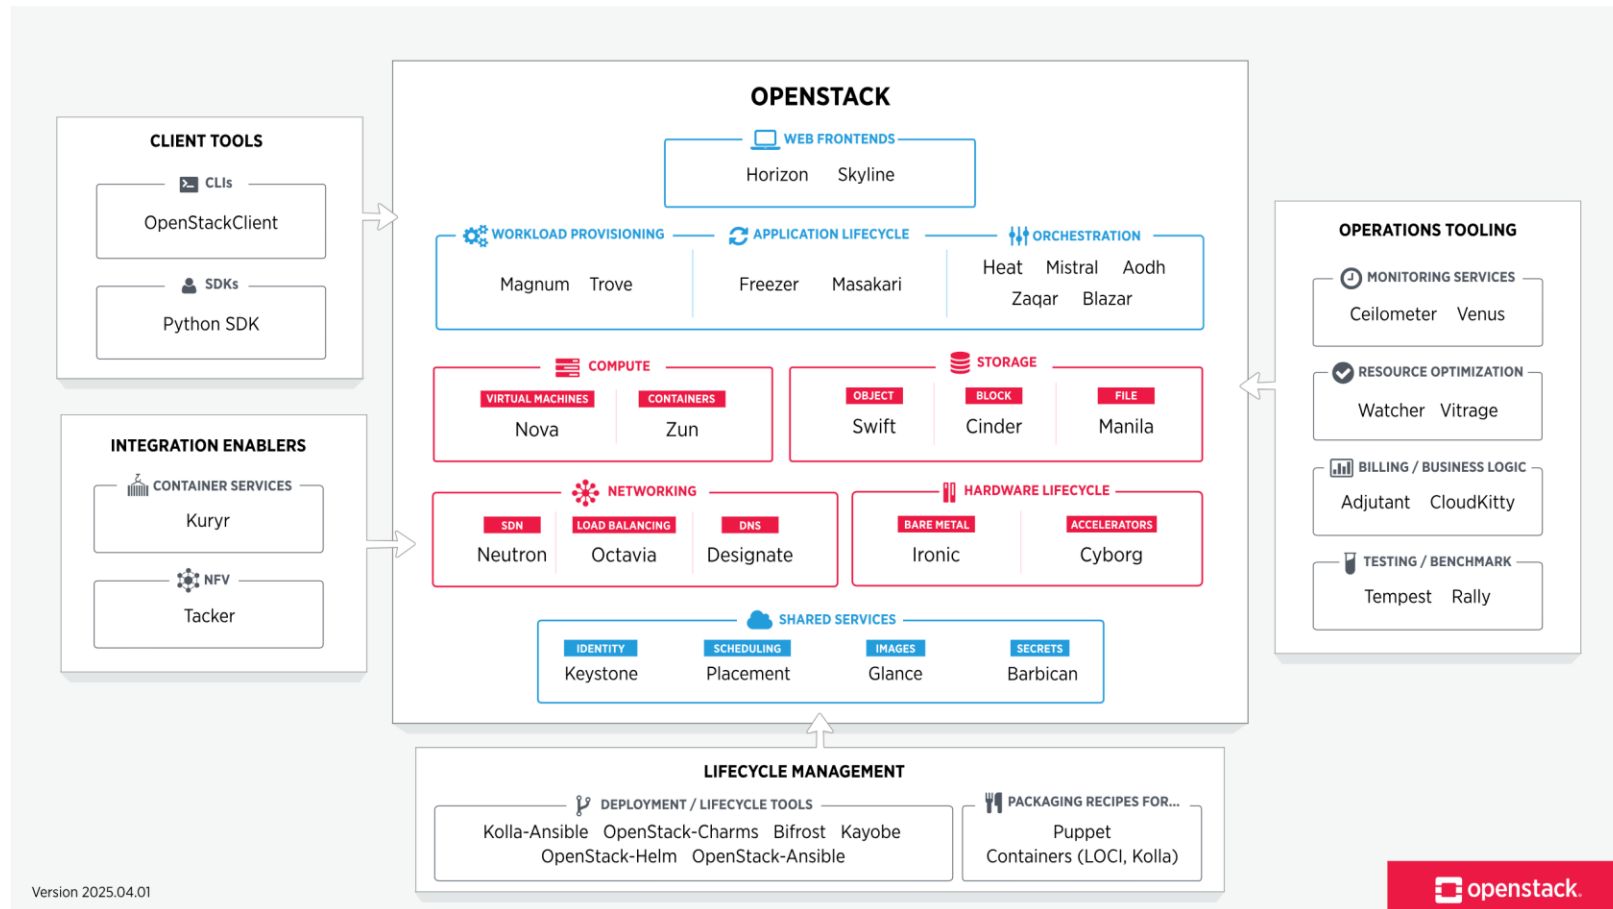 OPENSTACK
WEB FRONTENDS
Horizon Skyline
WORKLOAD PROVISIONING
Magnum Trove
APPLICATION LIFECYCLE
Freezer Masakari
ORCHESTRATION
Heat Mistral Aodh
Zaqar Blazar
COMPUTE
VIRTUAL MACHINES
Nova
CONTAINERS
Zun
STORAGE
OBJECT
Swift
BLOCK
Cinder
FILE
Manila
NETWORKING
SDN
Neutron
LOAD BALANCING
Octavia
DNS
Designate
HARDWARE LIFECYCLE
BARE METAL
Ironic
ACCELERATORS
Cyborg
SHARED SERVICES
IDENTITY
Keystone
SCHEDULING
Placement
IMAGES
Glance
SECRETS
Barbican
CLIENT TOOLS
CLIs
OpenStackClient
SDKs
Python SDK
INTEGRATION ENABLERS
CONTAINER SERVICES
Kuryr
NFV
Tacker
OPERATIONS TOOLING
MONITORING SERVICES
Ceilometer Venus
RESOURCE OPTIMIZATION
Watcher Vitrage
BILLING / BUSINESS LOGIC
Adjutant CloudKitty
TESTING / BENCHMARK
Tempest Rally
LIFECYCLE MANAGEMENT
DEPLOYMENT / LIFECYCLE TOOLS
Kolla-Ansible OpenStack-Charms Bifrost Kayobe
OpenStack-Helm OpenStack-Ansible
PACKAGING RECIPES FOR...
Puppet
Containers (LOCI, Kolla)
Version 2025.04.01
openstack.